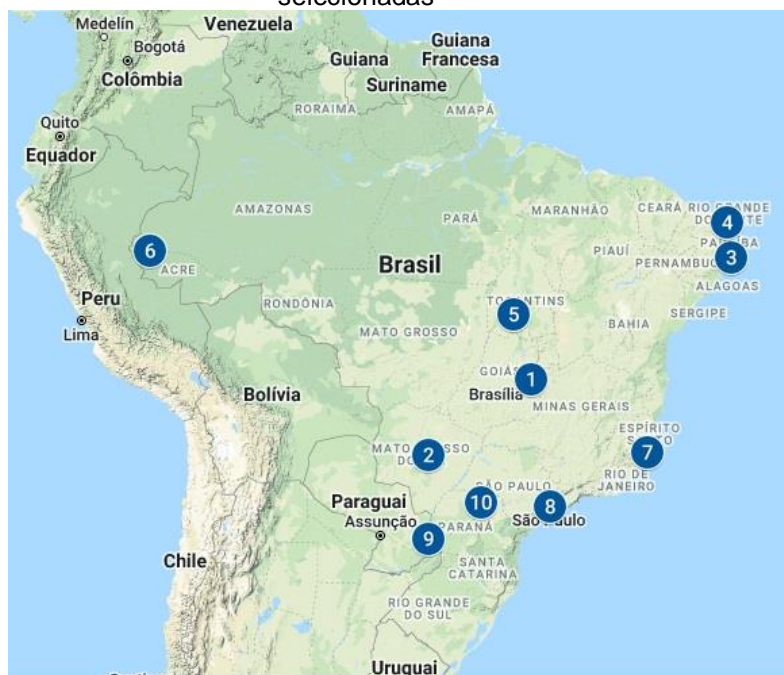 selecionadas
Medelín
Venezuela
Bogotá
Colômbia
Guiana
Guiana
Francesa
Suriname
RORAIMA
AMAPÁ
Quito
Equador
AMAZONAS
PARÁ
MARANHÃO
CEARÁ
RIO GRANDE
4
6
ACRE
Brasil
PIAUÍ
PERNAMBUCO
3
ALAGOAS
Peru
Lima
RONDÔNIA
MATO GROSSO
TOCANTINS
5
BAHIA
SERGIPE
Bolívia
GOIÁS
1
Brasília
MINAS GERAIS
2
ESPÍRITO
7
RIO DE
JANEIRO
Paraguai
Assunção
10
SÃO PAULO
8
PARANÁ
9
Chile
SANTA
CATARINA
RIO GRANDE
DO SUL
Uruguai